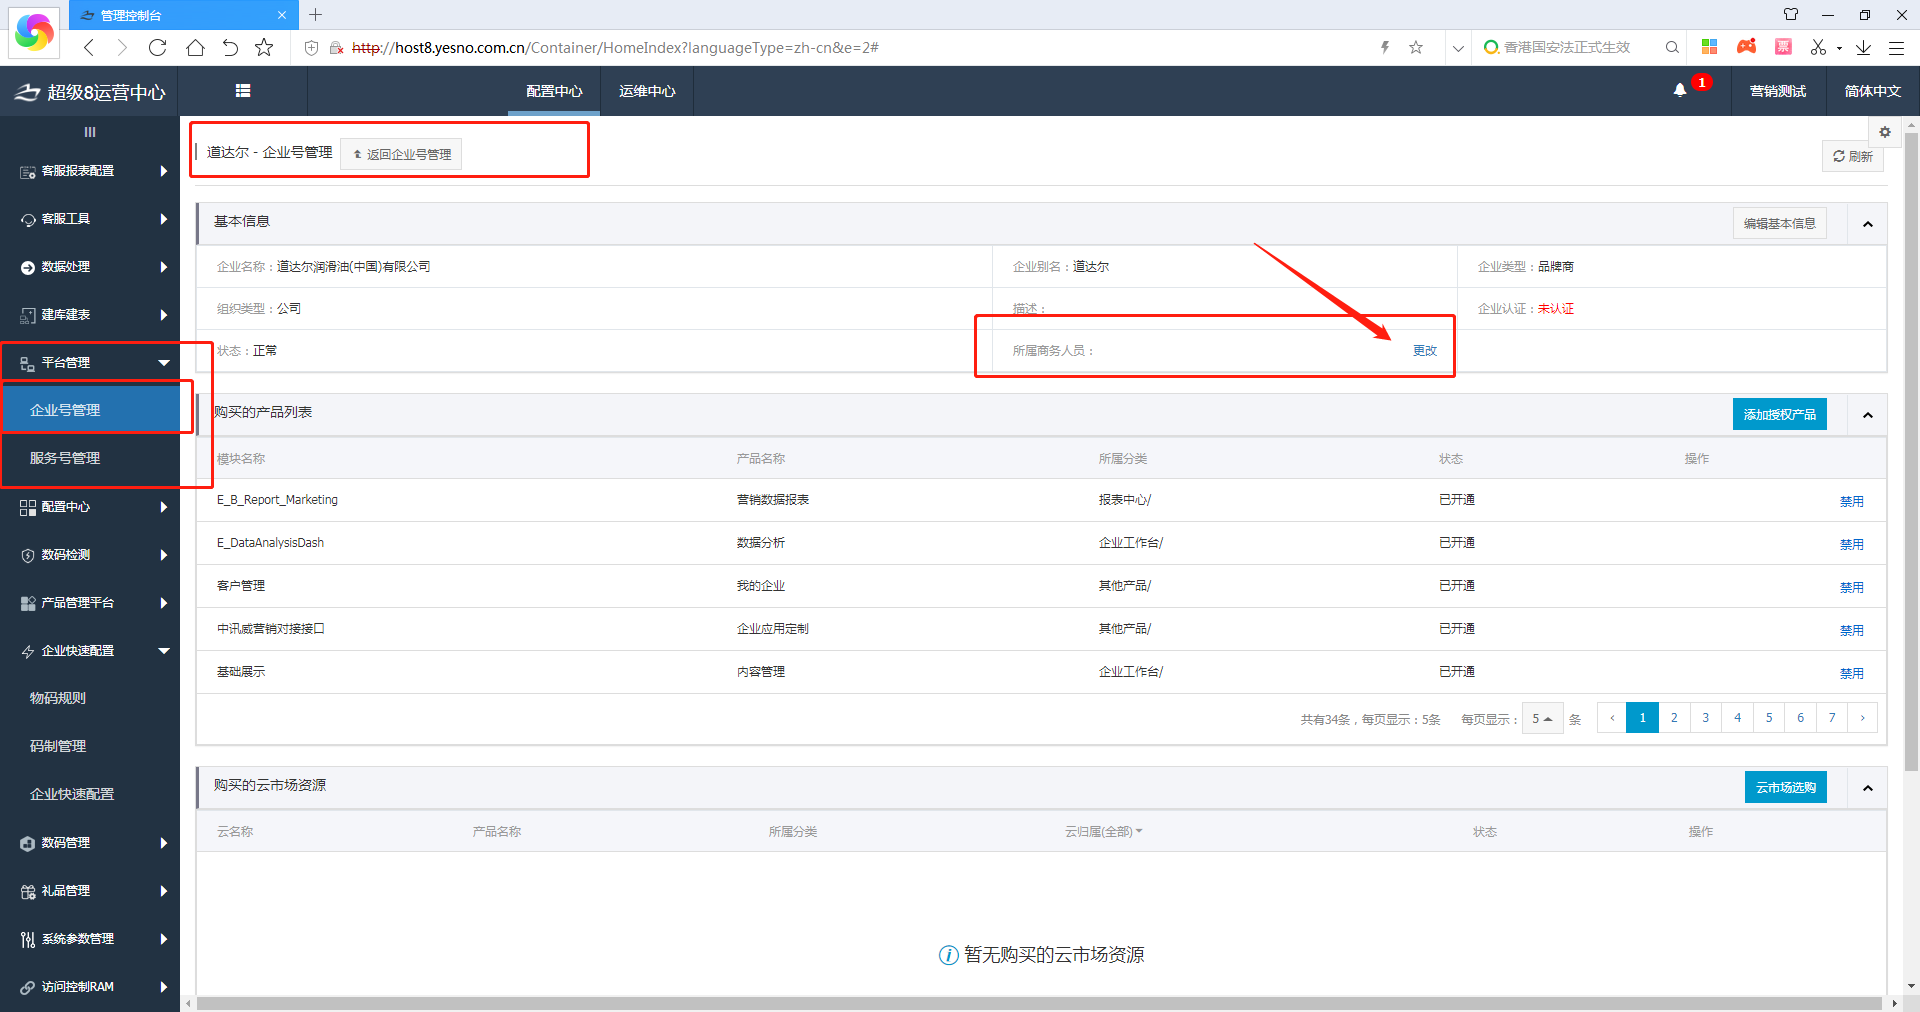 管理控制台
http://host8.yesno.com.cn/Container/HomeIndex?languageType=zh-cn&e=2#
香港国安法正式生效
票
超级8运营中心
配置中心
运维中心
1
营销测试
简体中文
道达尔 - 企业号管理
返回企业号管理
刷新
客服报表配置
客服工具
数据处理
建库建表
平台管理
企业号管理
服务号管理
配置中心
数码检测
产品管理平台
企业快速配置
物码规则
码制管理
企业快速配置
数码管理
礼品管理
系统参数管理
访问控制RAM
基本信息
编辑基本信息
企业名称：道达尔润滑油(中国)有限公司
企业别名：道达尔
企业类型：品牌商
组织类型：公司
描述：
企业认证：未认证
状态：正常
所属商务人员：
更改
购买的产品列表
添加授权产品
模块名称 产品名称 所属分类 状态 操作
E_B_Report_Marketing 营销数据报表 报表中心/ 已开通 禁用
E_DataAnalysisDash 数据分析 企业工作台/ 已开通 禁用
客户管理 我的企业 其他产品/ 已开通 禁用
中讯威营销对接接口 企业应用定制 其他产品/ 已开通 禁用
基础展示 内容管理 企业工作台/ 已开通 禁用
共有34条，每页显示：5条 每页显示： 5 条 ‹ 1 2 3 4 5 6 7 ›
购买的云市场资源
云市场选购
云名称 产品名称 所属分类 云归属(全部) 状态 操作
暂无购买的云市场资源